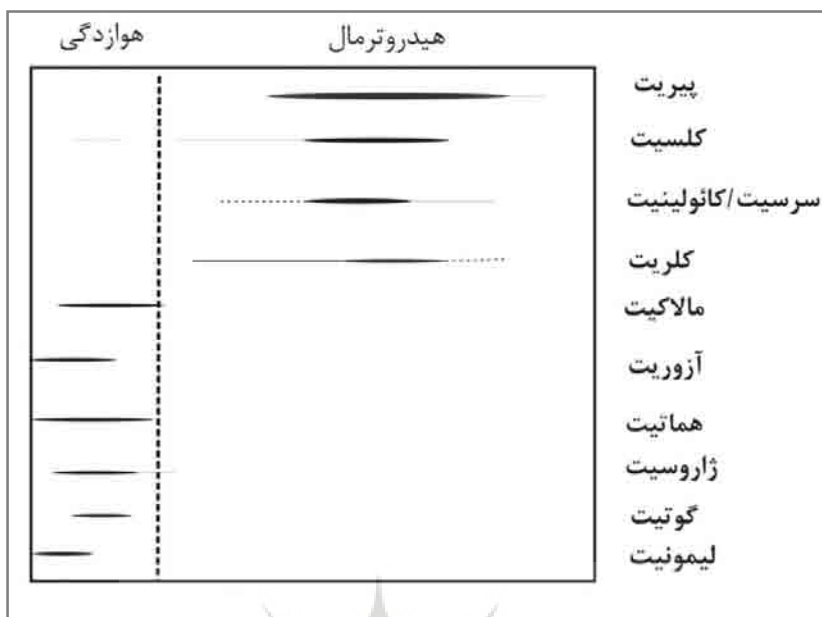 هیدروترمال
هوازدگی
پیریت
کلسیت
سرسیت/کائولینیت
کلریت
مالاکیت
آزوریت
هماتیت
ژاروسیت
گوتیت
لیمونیت